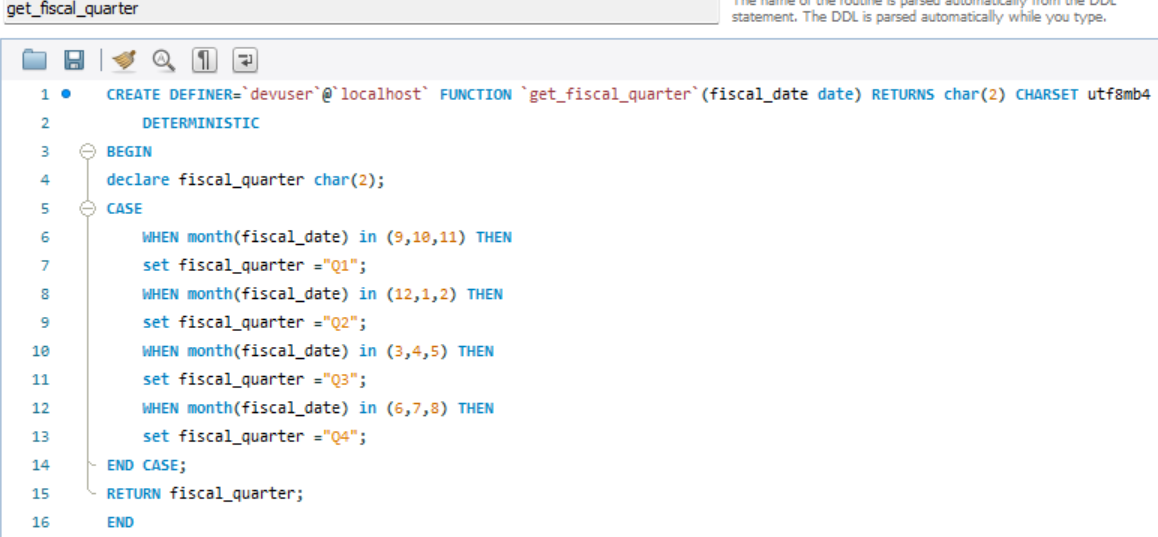 get_fiscal_quarter
The name of the routine is parsed automatically from the DDL
statement. The DDL is parsed automatically while you type.
1 CREATE DEFINER=`devuser`@`localhost` FUNCTION `get_fiscal_quarter`(fiscal_date date) RETURNS char(2) CHARSET utf8mb4
2 DETERMINISTIC
3 BEGIN
4 declare fiscal_quarter char(2);
5 CASE
6 WHEN month(fiscal_date) in (9,10,11) THEN
7 set fiscal_quarter ="Q1";
8 WHEN month(fiscal_date) in (12,1,2) THEN
9 set fiscal_quarter ="Q2";
10 WHEN month(fiscal_date) in (3,4,5) THEN
11 set fiscal_quarter ="Q3";
12 WHEN month(fiscal_date) in (6,7,8) THEN
13 set fiscal_quarter ="Q4";
14 END CASE;
15 RETURN fiscal_quarter;
16 END